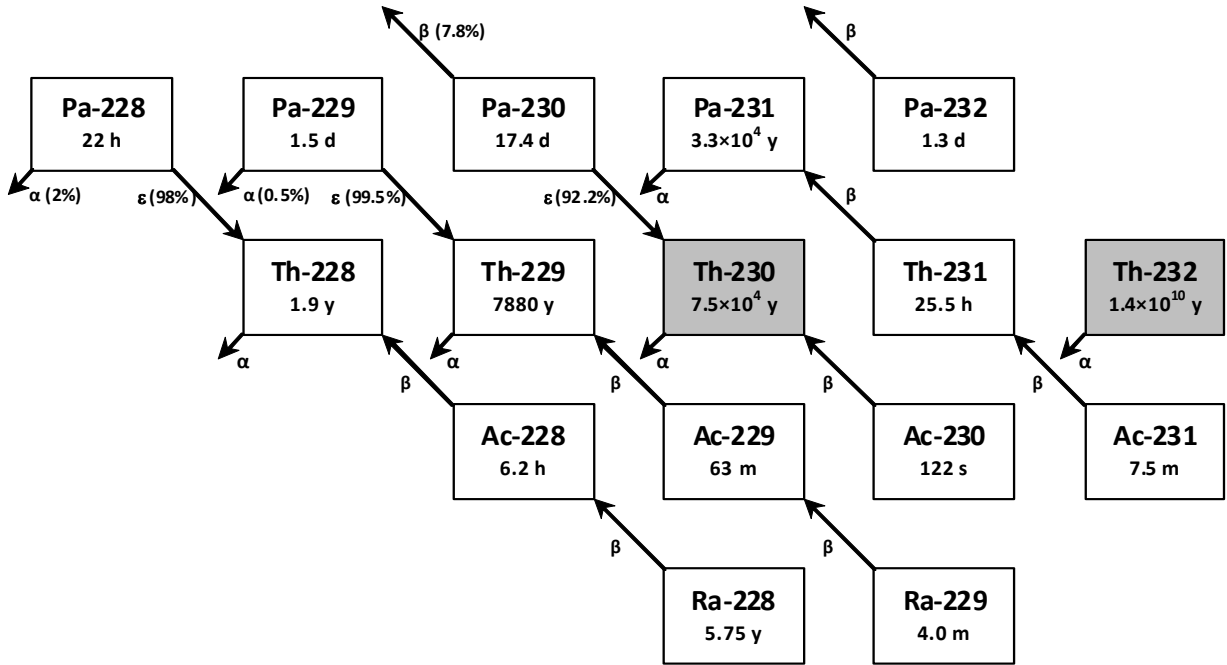 β (7.8%)
β
Pa-228
22 h
Pa-229
1.5 d
Pa-230
17.4 d
Pa-231
3.3×10⁴ y
Pa-232
1.3 d
α (2%)
ε (98%)
α (0.5%)
ε (99.5%)
ε (92.2%)
α
β
Th-228
1.9 y
Th-229
7880 y
Th-230
7.5×10⁴ y
Th-231
25.5 h
Th-232
1.4×10¹⁰ y
α
β
α
β
α
β
β
α
Ac-228
6.2 h
Ac-229
63 m
Ac-230
122 s
Ac-231
7.5 m
β
β
Ra-228
5.75 y
Ra-229
4.0 m